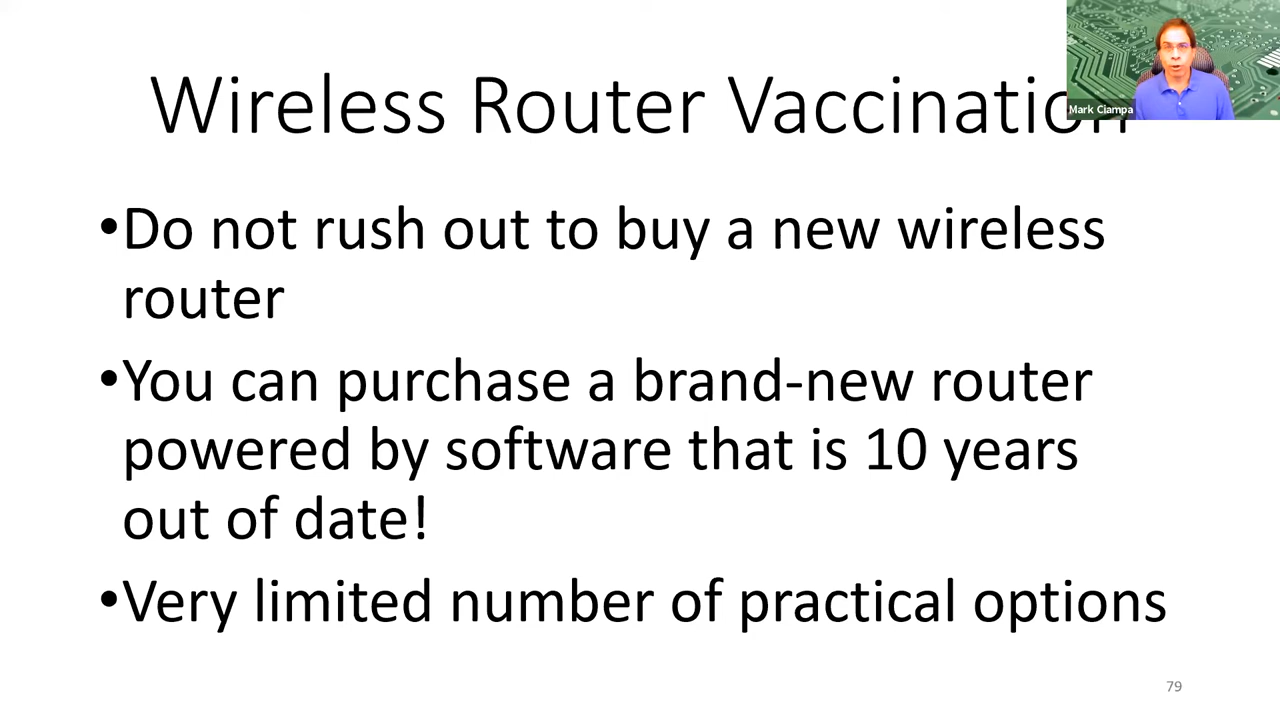 Wireless Router Vaccination
Mark Ciampa
•Do not rush out to buy a new wireless
router
•You can purchase a brand-new router
powered by software that is 10 years
out of date!
•Very limited number of practical options
79